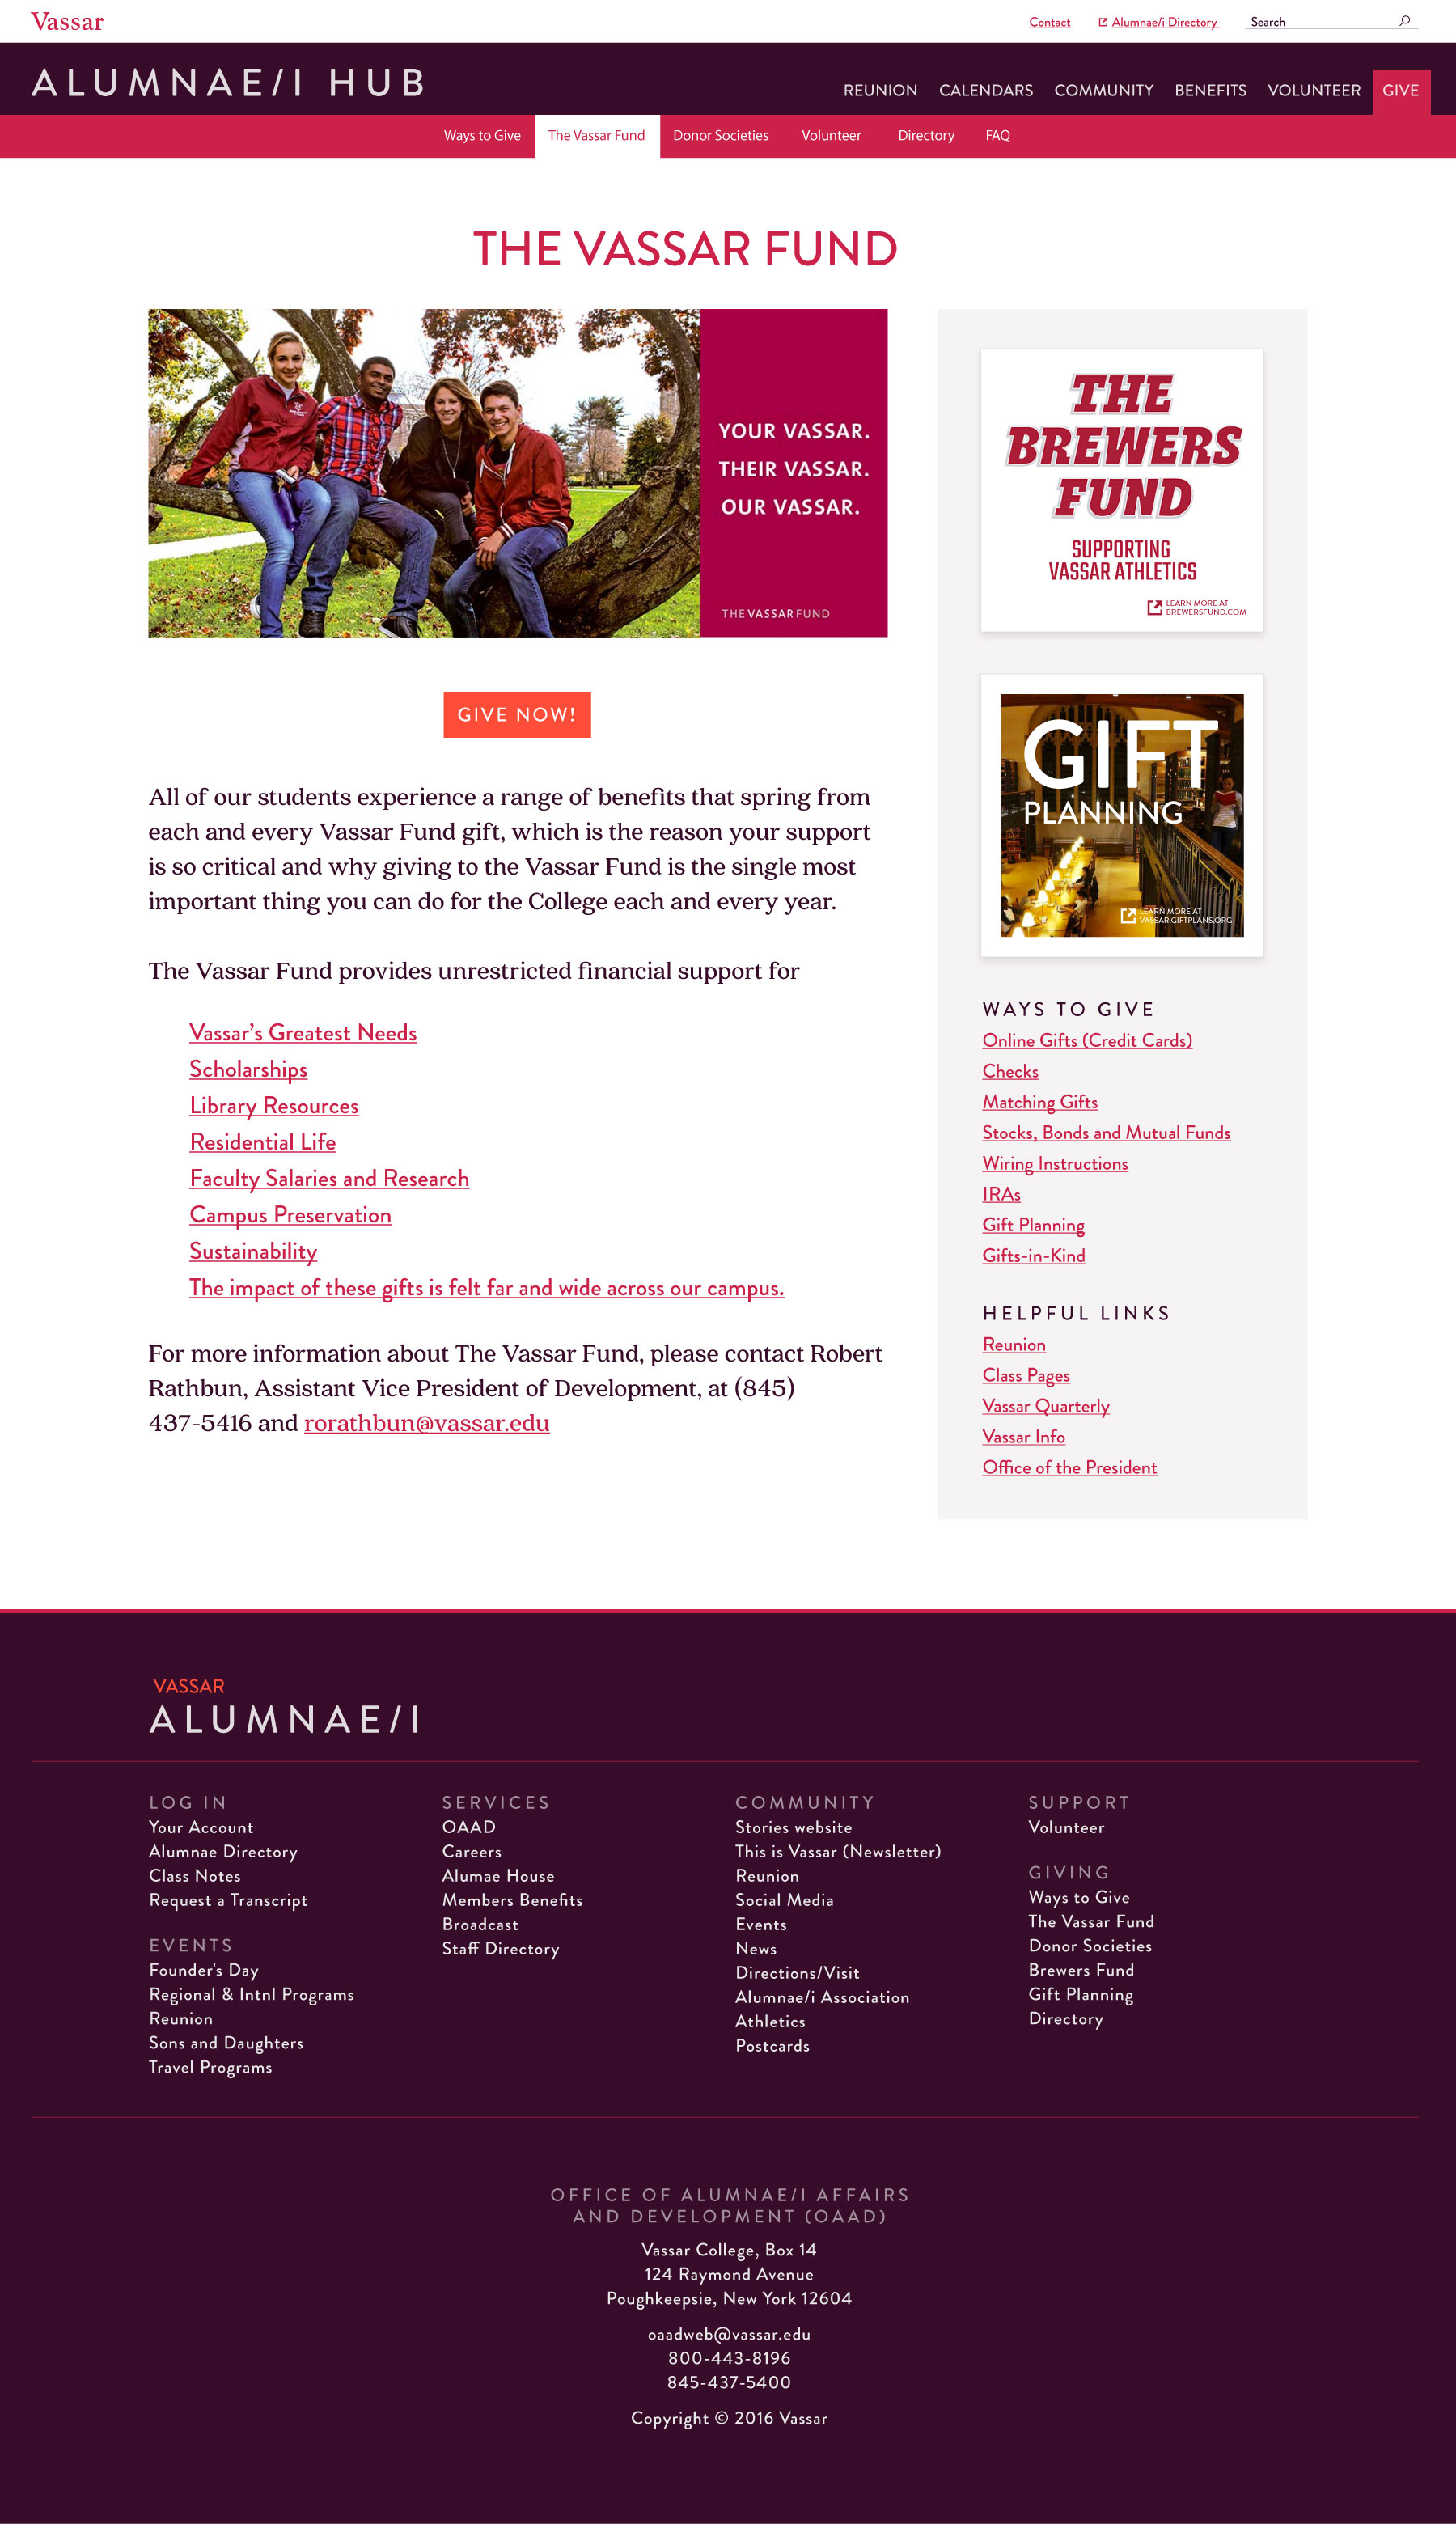 Vassar
Contact
Alumnae/i Directory
Search
ALUMNAE/I HUB
REUNION
CALENDARS
COMMUNITY
BENEFITS
VOLUNTEER
GIVE
Ways to Give
The Vassar Fund
Donor Societies
Volunteer
Directory
FAQ
THE VASSAR FUND
YOUR VASSAR.
THEIR VASSAR.
OUR VASSAR.
THE VASSAR FUND
GIVE NOW!
All of our students experience a range of benefits that spring from
each and every Vassar Fund gift, which is the reason your support
is so critical and why giving to the Vassar Fund is the single most
important thing you can do for the College each and every year.
The Vassar Fund provides unrestricted financial support for
Vassar’s Greatest Needs
Scholarships
Library Resources
Residential Life
Faculty Salaries and Research
Campus Preservation
Sustainability
The impact of these gifts is felt far and wide across our campus.
For more information about The Vassar Fund, please contact Robert
Rathbun, Assistant Vice President of Development, at (845)
437-5416 and rorathbun@vassar.edu
THE
BREWERS
FUND
SUPPORTING
VASSAR ATHLETICS
LEARN MORE AT
BREWERSFUND.COM
GIFT
PLANNING
LEARN MORE AT
VASSAR.GIFTPLANS.ORG
WAYS TO GIVE
Online Gifts (Credit Cards)
Checks
Matching Gifts
Stocks, Bonds and Mutual Funds
Wiring Instructions
IRAs
Gift Planning
Gifts-in-Kind
HELPFUL LINKS
Reunion
Class Pages
Vassar Quarterly
Vassar Info
Office of the President
VASSAR
ALUMNAE/I
LOG IN
Your Account
Alumnae Directory
Class Notes
Request a Transcript
EVENTS
Founder's Day
Regional & Intnl Programs
Reunion
Sons and Daughters
Travel Programs
SERVICES
OAAD
Careers
Alumae House
Members Benefits
Broadcast
Staff Directory
COMMUNITY
Stories website
This is Vassar (Newsletter)
Reunion
Social Media
Events
News
Directions/Visit
Alumnae/i Association
Athletics
Postcards
SUPPORT
Volunteer
GIVING
Ways to Give
The Vassar Fund
Donor Societies
Brewers Fund
Gift Planning
Directory
OFFICE OF ALUMNAE/I AFFAIRS
AND DEVELOPMENT (OAAD)
Vassar College, Box 14
124 Raymond Avenue
Poughkeepsie, New York 12604
oaadweb@vassar.edu
800-443-8196
845-437-5400
Copyright © 2016 Vassar